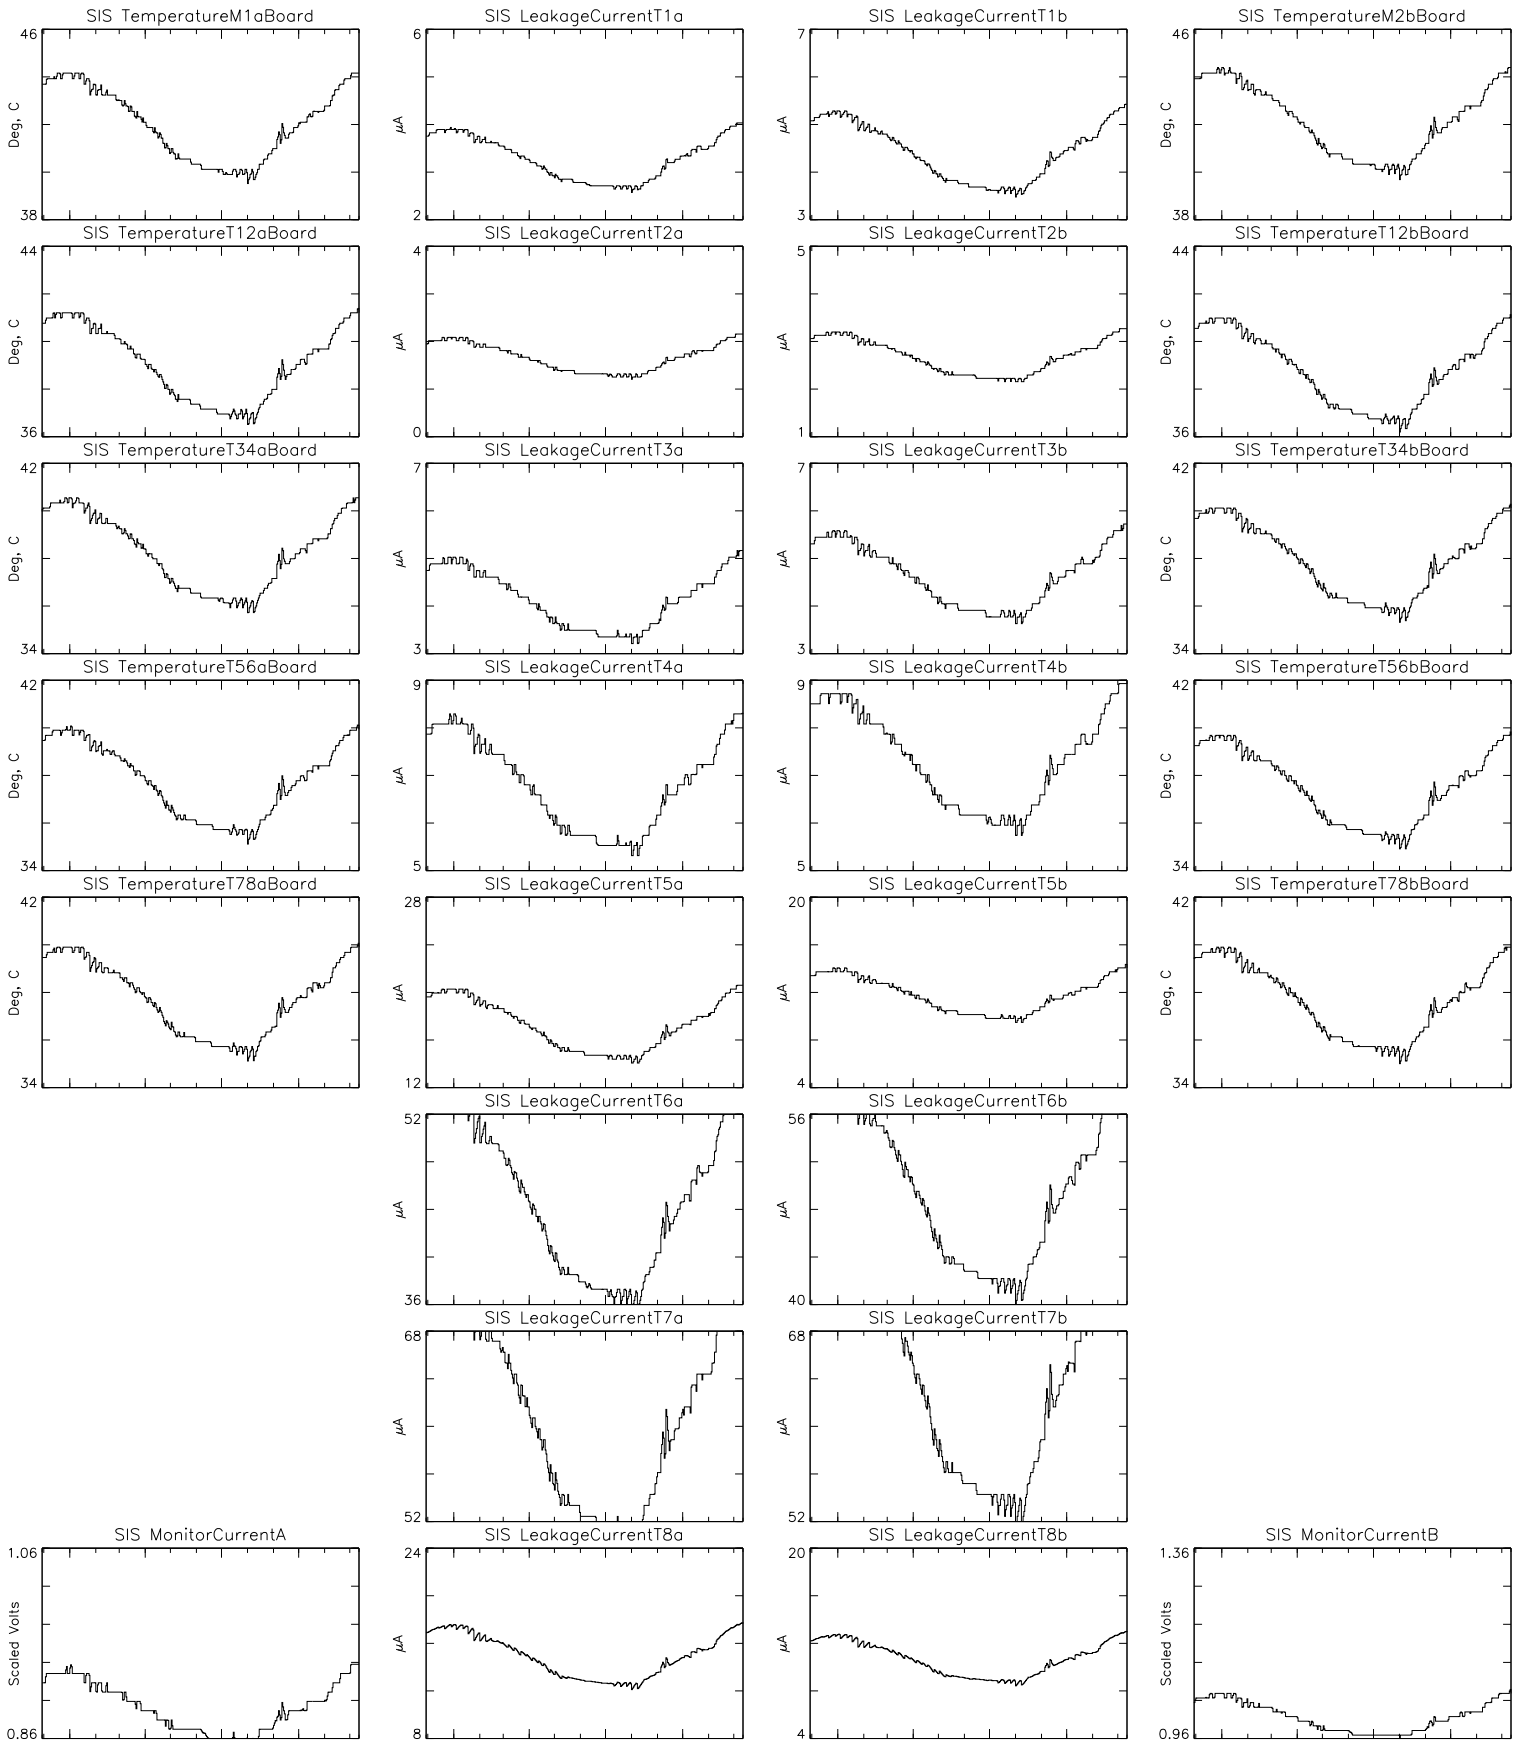 SIS TemperatureM1aBoard
46
Deg, C
38
SIS LeakageCurrentT1a
6
μA
2
SIS LeakageCurrentT1b
7
μA
3
SIS TemperatureM2bBoard
46
Deg, C
38
SIS TemperatureT12aBoard
44
Deg, C
36
SIS LeakageCurrentT2a
4
μA
0
SIS LeakageCurrentT2b
5
μA
1
SIS TemperatureT12bBoard
44
Deg, C
36
SIS TemperatureT34aBoard
42
Deg, C
34
SIS LeakageCurrentT3a
7
μA
3
SIS LeakageCurrentT3b
7
μA
3
SIS TemperatureT34bBoard
42
Deg, C
34
SIS TemperatureT56aBoard
42
Deg, C
34
SIS LeakageCurrentT4a
9
μA
5
SIS LeakageCurrentT4b
9
μA
5
SIS TemperatureT56bBoard
42
Deg, C
34
SIS TemperatureT78aBoard
42
Deg, C
34
SIS LeakageCurrentT5a
28
μA
12
SIS LeakageCurrentT5b
20
μA
4
SIS TemperatureT78bBoard
42
Deg, C
34
SIS LeakageCurrentT6a
52
μA
36
SIS LeakageCurrentT6b
56
μA
40
SIS LeakageCurrentT7a
68
μA
52
SIS LeakageCurrentT7b
68
μA
52
SIS MonitorCurrentA
1.06
Scaled Volts
0.86
SIS LeakageCurrentT8a
24
μA
8
SIS LeakageCurrentT8b
20
μA
4
SIS MonitorCurrentB
1.36
Scaled Volts
0.96